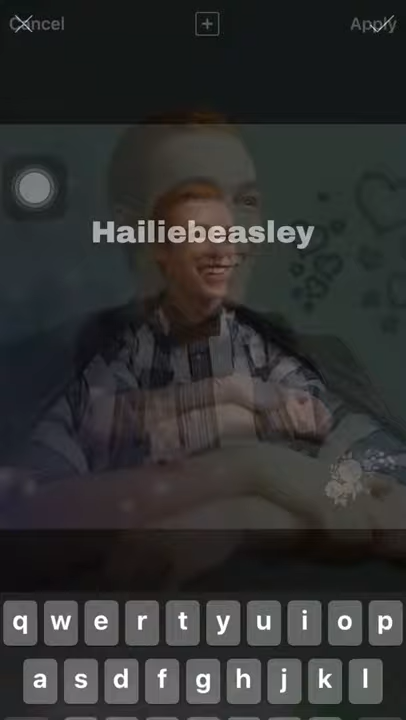 Cancel
Apply
Hailiebeasley
q w e r t y u i o p
a s d f g h j k l